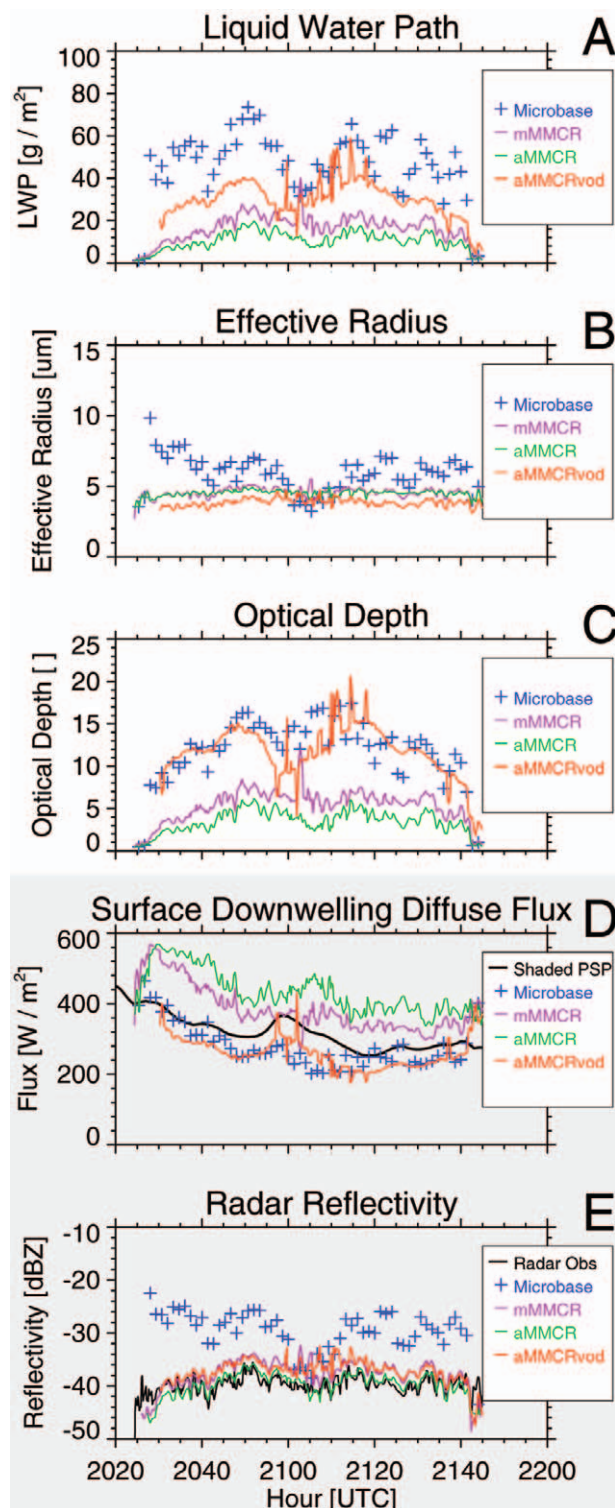 Liquid Water Path
A
100
80
60
40
20
0
LWP [g / m²]
Microbase
mMMCR
aMMCR
aMMCRvod
Effective Radius
B
15
10
5
0
Effective Radius [um]
Microbase
mMMCR
aMMCR
aMMCRvod
Optical Depth
C
25
20
15
10
5
0
Optical Depth [ ]
Microbase
mMMCR
aMMCR
aMMCRvod
Surface Downwelling Diffuse Flux
D
600
400
200
0
Flux [W / m²]
Shaded PSP
Microbase
mMMCR
aMMCR
aMMCRvod
Radar Reflectivity
E
-10
-20
-30
-40
-50
Reflectivity [dBZ]
Radar Obs
Microbase
mMMCR
aMMCR
aMMCRvod
2020 2040 2100 2120 2140 2200
Hour [UTC]